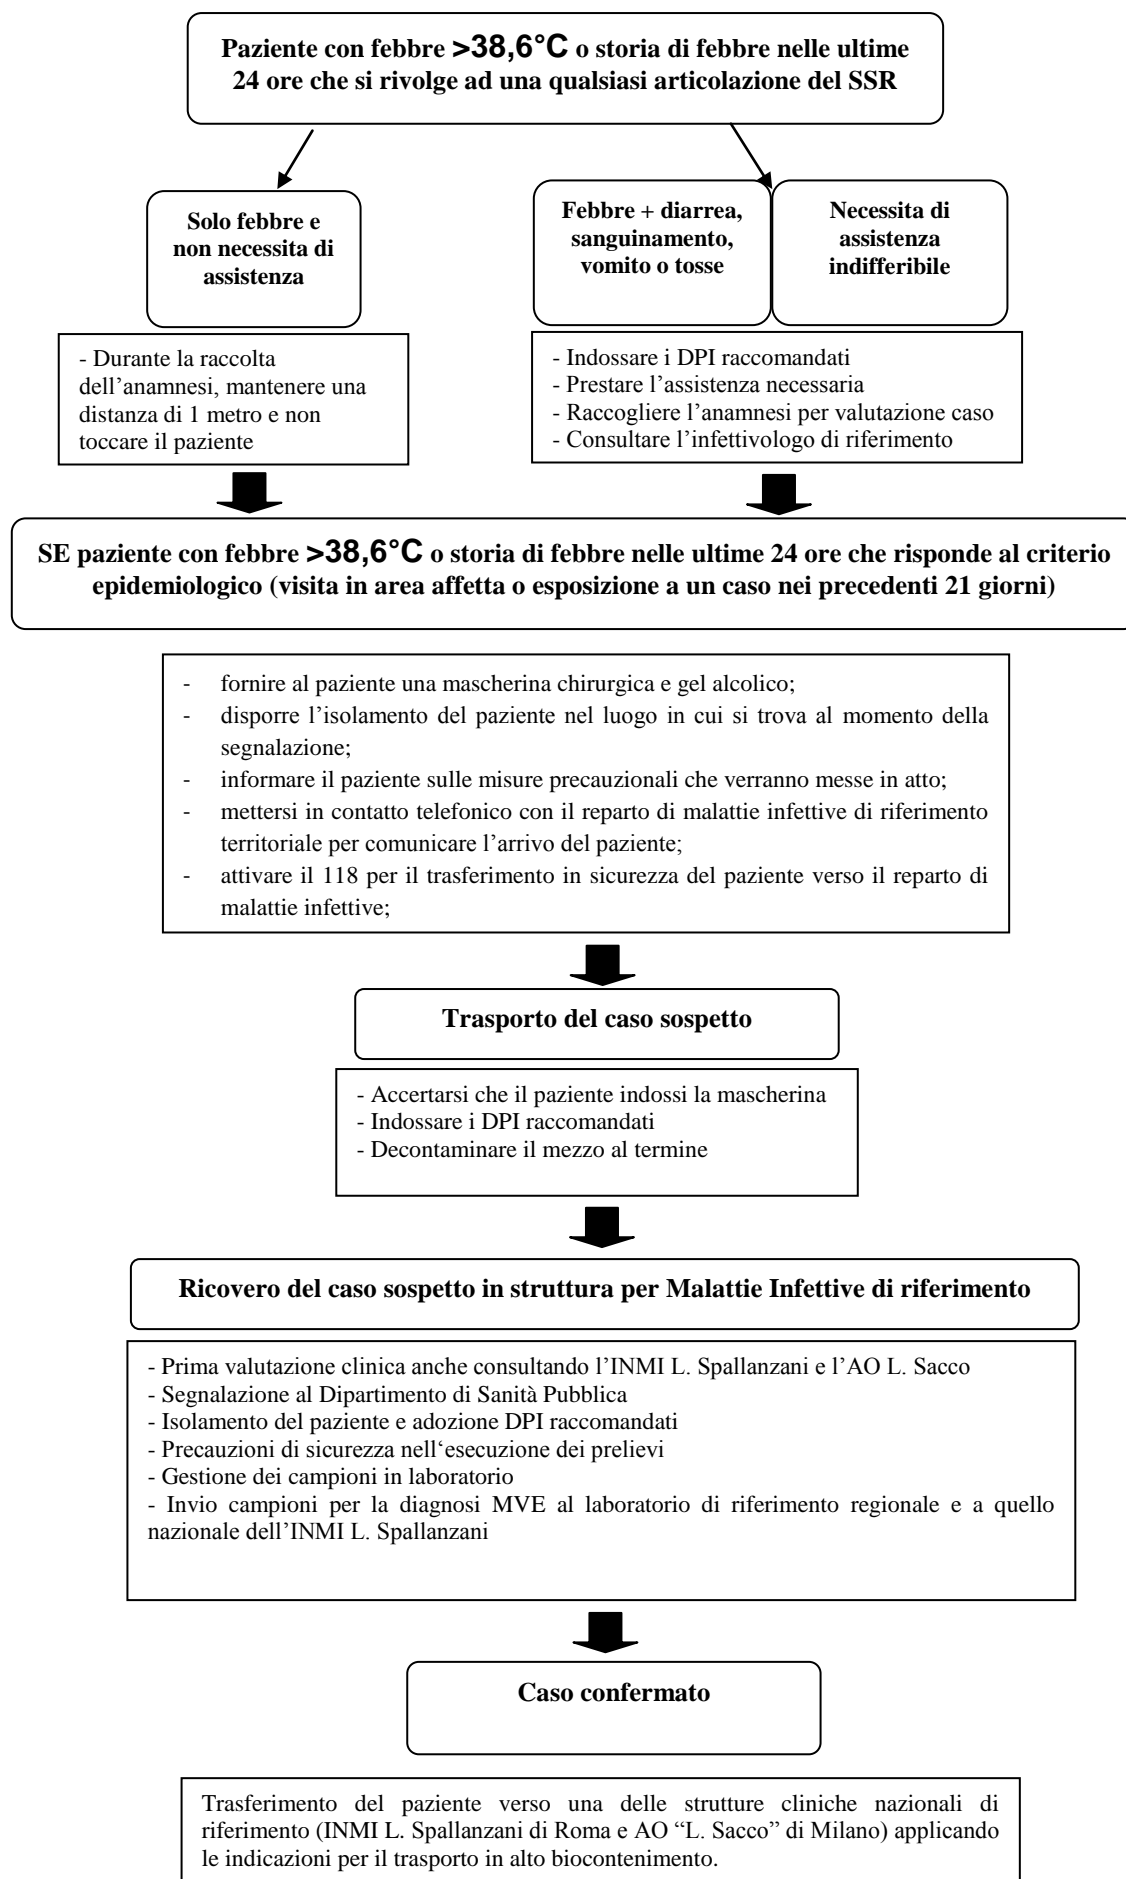 Paziente con febbre >38,6°C o storia di febbre nelle ultime
24 ore che si rivolge ad una qualsiasi articolazione del SSR
Solo febbre e
non necessita di
assistenza
Febbre + diarrea,
sanguinamento,
vomito o tosse
Necessita di
assistenza
indifferibile
- Durante la raccolta
dell’anamnesi, mantenere una
distanza di 1 metro e non
toccare il paziente
- Indossare i DPI raccomandati
- Prestare l’assistenza necessaria
- Raccogliere l’anamnesi per valutazione caso
- Consultare l’infettivologo di riferimento
SE paziente con febbre >38,6°C o storia di febbre nelle ultime 24 ore che risponde al criterio
epidemiologico (visita in area affetta o esposizione a un caso nei precedenti 21 giorni)
- fornire al paziente una mascherina chirurgica e gel alcolico;
- disporre l’isolamento del paziente nel luogo in cui si trova al momento della
segnalazione;
- informare il paziente sulle misure precauzionali che verranno messe in atto;
- mettersi in contatto telefonico con il reparto di malattie infettive di riferimento
territoriale per comunicare l’arrivo del paziente;
- attivare il 118 per il trasferimento in sicurezza del paziente verso il reparto di
malattie infettive;
Trasporto del caso sospetto
- Accertarsi che il paziente indossi la mascherina
- Indossare i DPI raccomandati
- Decontaminare il mezzo al termine
Ricovero del caso sospetto in struttura per Malattie Infettive di riferimento
- Prima valutazione clinica anche consultando l’INMI L. Spallanzani e l’AO L. Sacco
- Segnalazione al Dipartimento di Sanità Pubblica
- Isolamento del paziente e adozione DPI raccomandati
- Precauzioni di sicurezza nell‘esecuzione dei prelievi
- Gestione dei campioni in laboratorio
- Invio campioni per la diagnosi MVE al laboratorio di riferimento regionale e a quello
nazionale dell’INMI L. Spallanzani
Caso confermato
Trasferimento del paziente verso una delle strutture cliniche nazionali di
riferimento (INMI L. Spallanzani di Roma e AO “L. Sacco” di Milano) applicando
le indicazioni per il trasporto in alto biocontenimento.